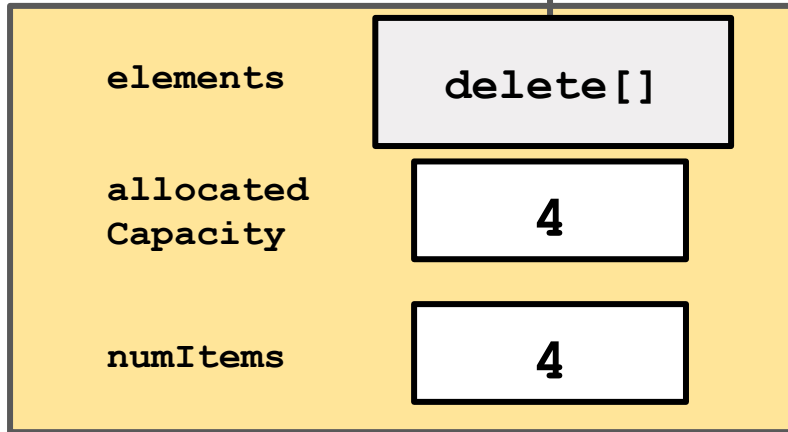 elements
delete[]
allocated
Capacity
4
numItems
4